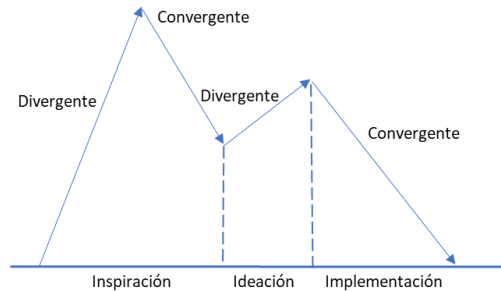 Convergente
Divergente
Divergente
Convergente
Inspiración
Ideación
Implementación